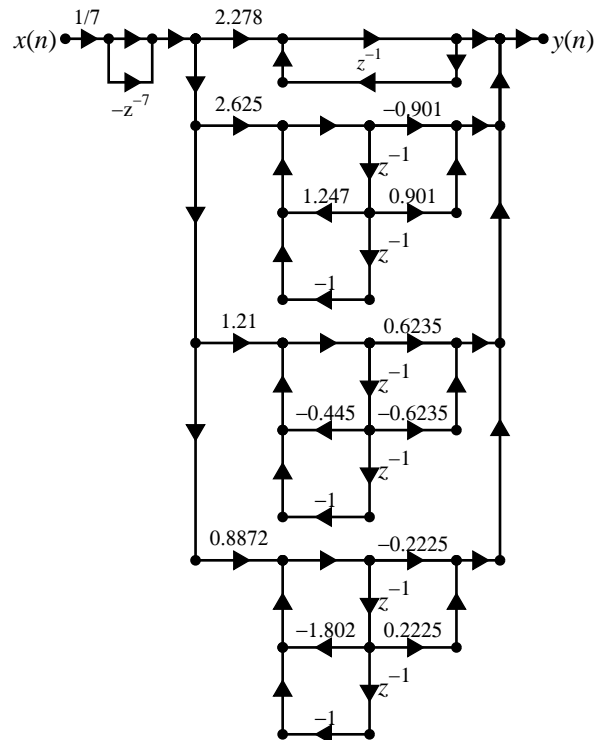 1/7
2.278
x(n)
y(n)
z⁻¹
–z⁻⁷
2.625
–0.901
z⁻¹
1.247
0.901
z⁻¹
–1
1.21
0.6235
z⁻¹
–0.445
–0.6235
z⁻¹
–1
0.8872
–0.2225
z⁻¹
–1.802
0.2225
z⁻¹
–1